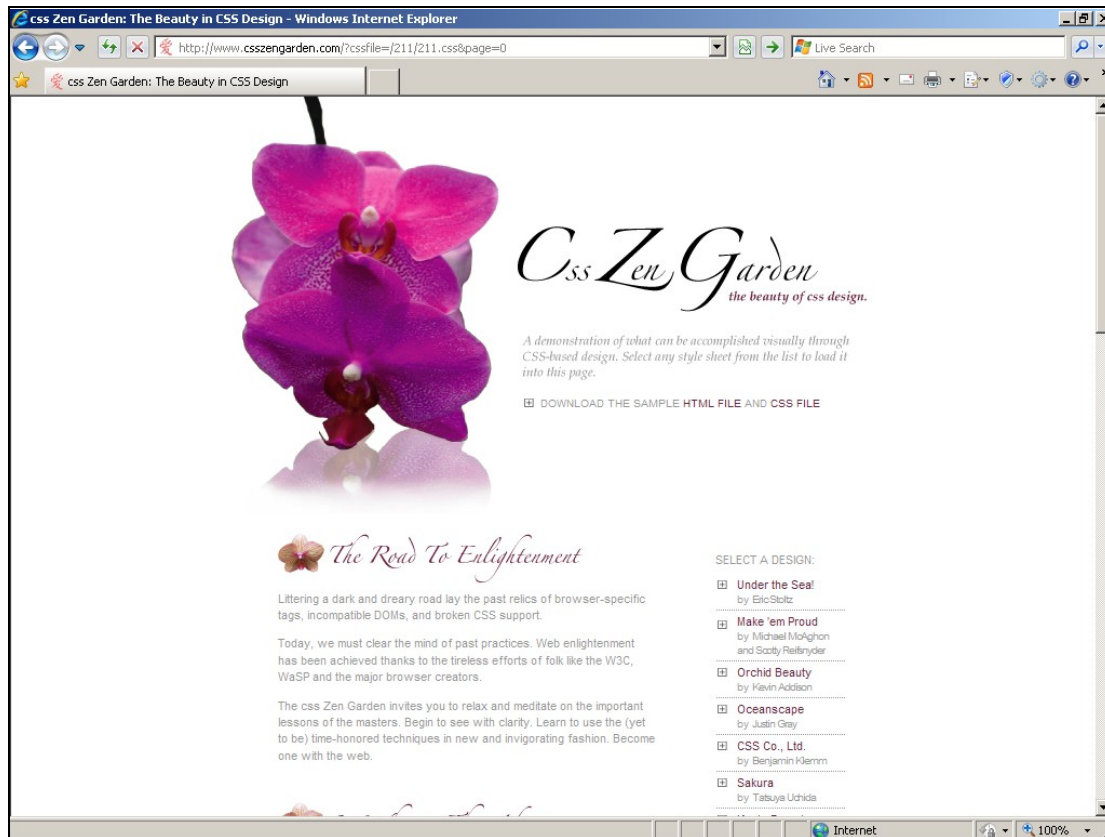 css Zen Garden: The Beauty in CSS Design - Windows Internet Explorer
http://www.csszengarden.com/?cssfile=/211/211.css&page=0
Live Search
css Zen Garden: The Beauty in CSS Design
Css Zen Garden
the beauty of css design.
A demonstration of what can be accomplished visually through
CSS-based design. Select any style sheet from the list to load it
into this page.
DOWNLOAD THE SAMPLE HTML FILE AND CSS FILE
The Road To Enlightenment
Littering a dark and dreary road lay the past relics of browser-specific
tags, incompatible DOMs, and broken CSS support.
Today, we must clear the mind of past practices. Web enlightenment
has been achieved thanks to the tireless efforts of folk like the W3C,
WaSP and the major browser creators.
The css Zen Garden invites you to relax and meditate on the important
lessons of the masters. Begin to see with clarity. Learn to use the (yet
to be) time-honored techniques in new and invigorating fashion. Become
one with the web.
SELECT A DESIGN:
Under the Sea!
by Eric Stoltz
Make 'em Proud
by Michael McAghon
and Scotty Reifsnyder
Orchid Beauty
by Kevin Addison
Oceanscape
by Justin Gray
CSS Co., Ltd.
by Benjamin Klemm
Sakura
by Tatsuya Uchida
Internet
100%